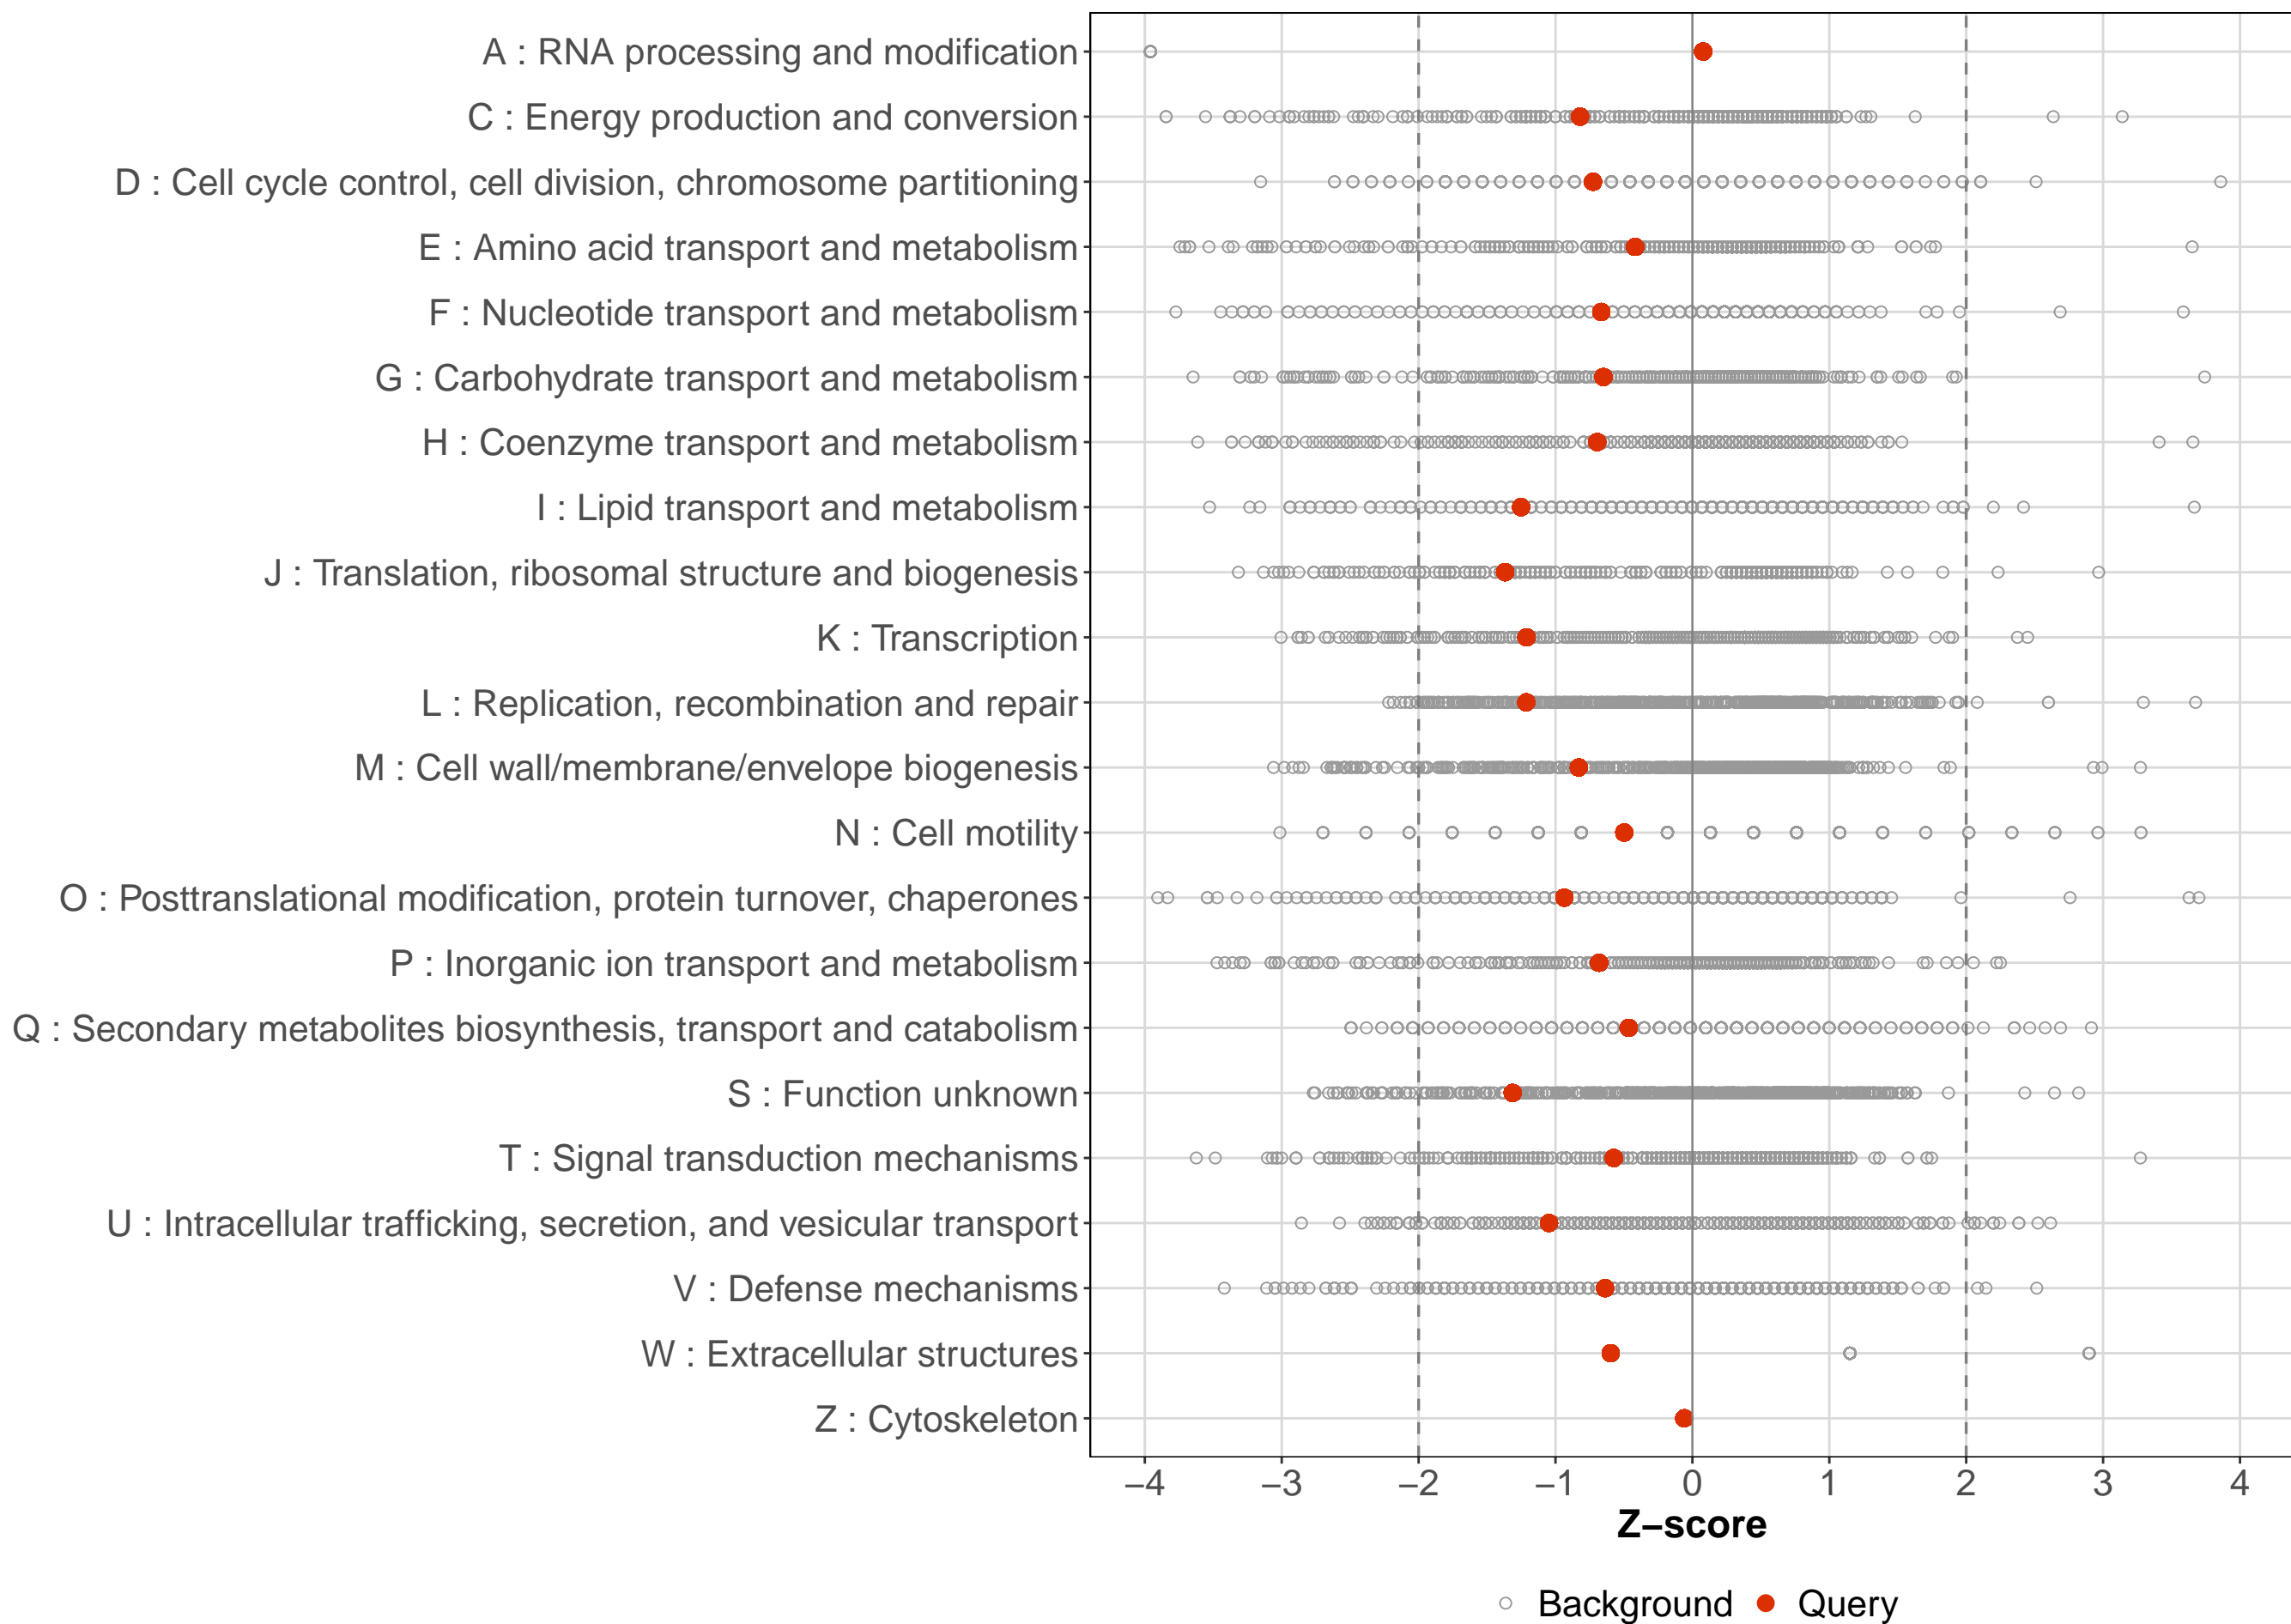 A : RNA processing and modification
C : Energy production and conversion
D : Cell cycle control, cell division, chromosome partitioning
E : Amino acid transport and metabolism
F : Nucleotide transport and metabolism
G : Carbohydrate transport and metabolism
H : Coenzyme transport and metabolism
I : Lipid transport and metabolism
J : Translation, ribosomal structure and biogenesis
K : Transcription
L : Replication, recombination and repair
M : Cell wall/membrane/envelope biogenesis
N : Cell motility
O : Posttranslational modification, protein turnover, chaperones
P : Inorganic ion transport and metabolism
Q : Secondary metabolites biosynthesis, transport and catabolism
S : Function unknown
T : Signal transduction mechanisms
U : Intracellular trafficking, secretion, and vesicular transport
V : Defense mechanisms
W : Extracellular structures
Z : Cytoskeleton
−4 −3 −2 −1 0 1 2 3 4
Z−score
Background Query